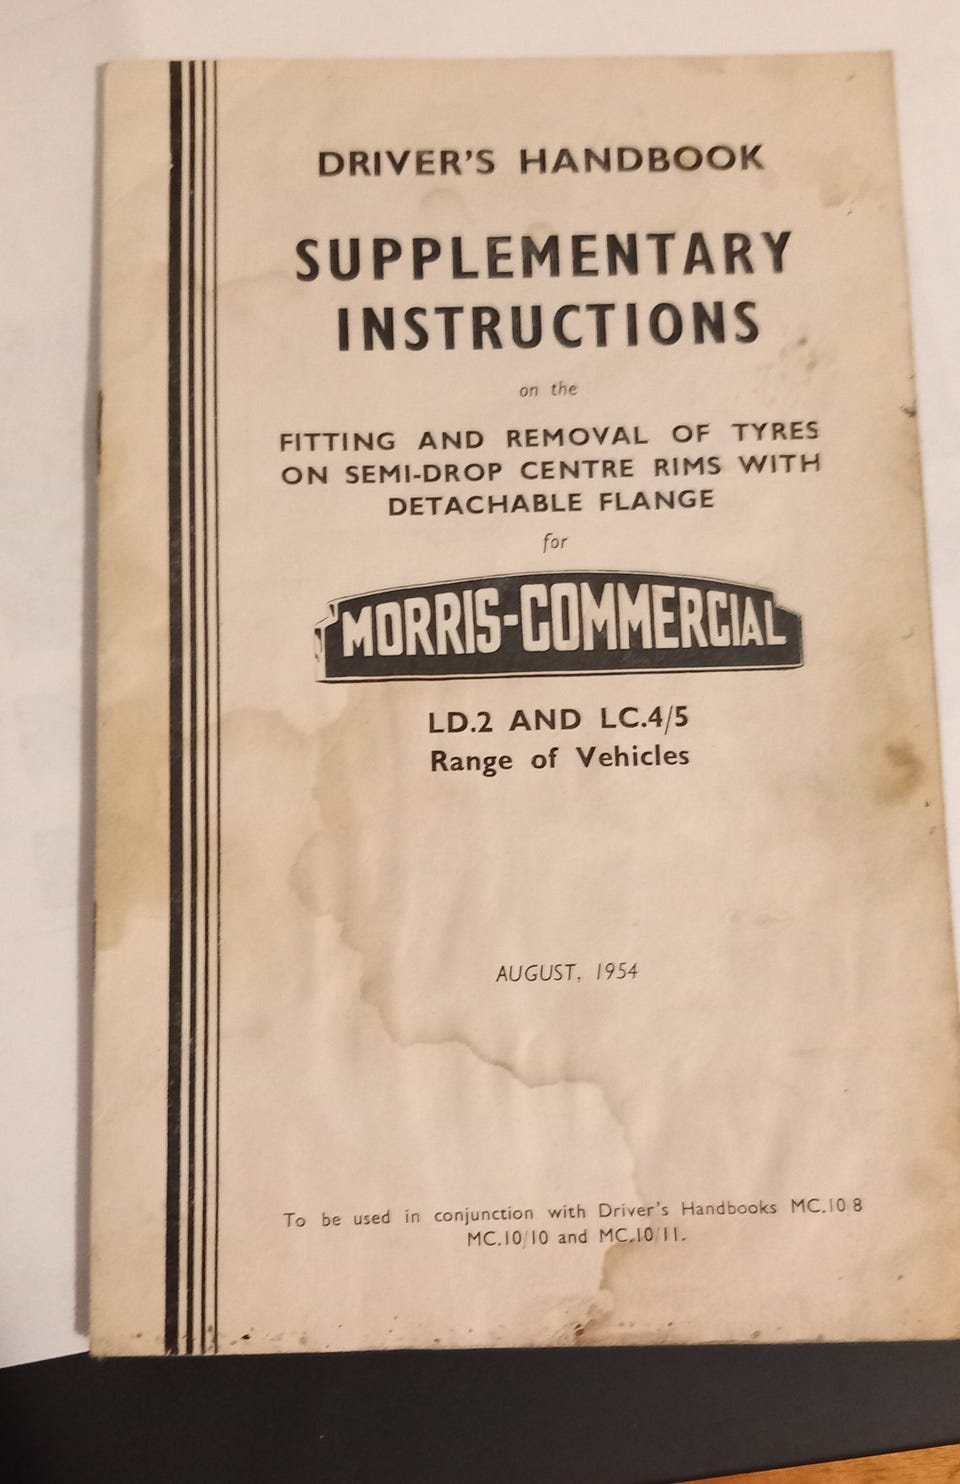 DRIVER'S HANDBOOK
SUPPLEMENTARY
INSTRUCTIONS
on the
FITTING AND REMOVAL OF TYRES
ON SEMI-DROP CENTRE RIMS WITH
DETACHABLE FLANGE
for
MORRIS-COMMERCIAL
LD.2 AND LC.4/5
Range of Vehicles
AUGUST, 1954
To be used in conjunction with Driver's Handbooks MC.10 8
MC.10/10 and MC.10/11.